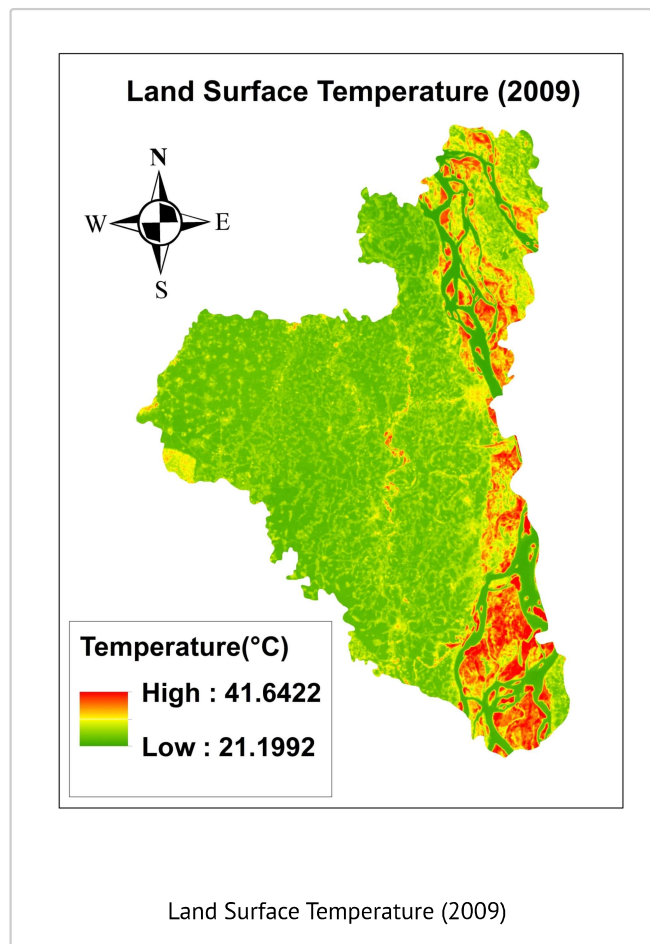 Land Surface Temperature (2009)
N
W
E
S
Temperature(°C)
High : 41.6422
Low : 21.1992
Land Surface Temperature (2009)